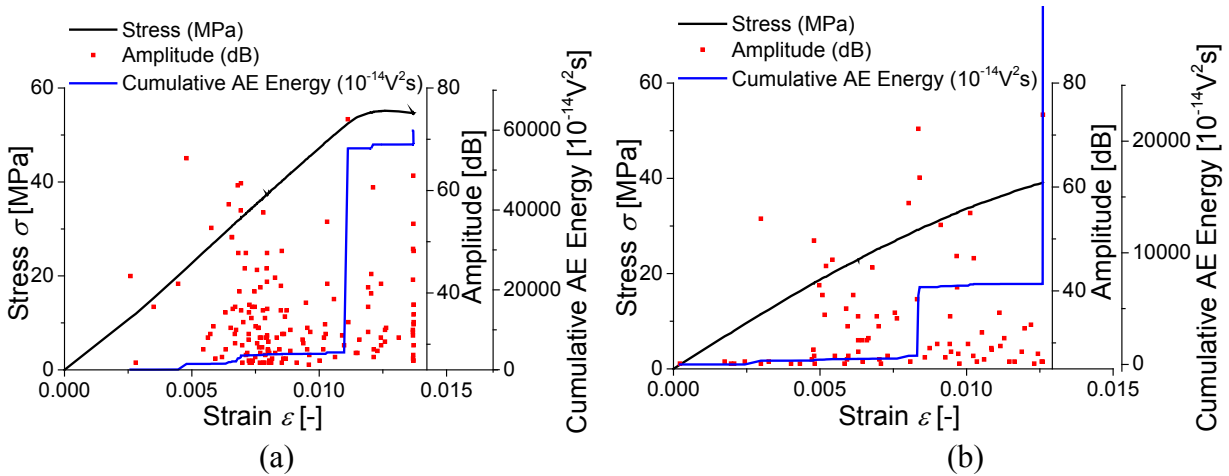 Stress (MPa)
Amplitude (dB)
Cumulative AE Energy (10⁻¹⁴V²s)
60
40
20
0
Stress σ [MPa]
0.000
0.005
0.010
0.015
Strain ε [-]
80
60
40
Amplitude [dB]
60000
40000
20000
0
Cumulative AE Energy [10⁻¹⁴V²s]
(a)
Stress (MPa)
Amplitude (dB)
Cumulative AE Energy (10⁻¹⁴V²s)
60
40
20
0
Stress σ [MPa]
0.000
0.005
0.010
0.015
Strain ε [-]
80
60
40
Amplitude [dB]
20000
10000
0
Cumulative AE Energy [10⁻¹⁴V²s]
(b)